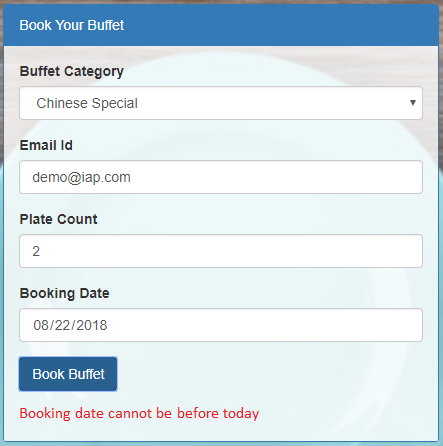 Book Your Buffet
Buffet Category
Chinese Special
Email Id
demo@iap.com
Plate Count
2
Booking Date
08/22/2018
Book Buffet
Booking date cannot be before today